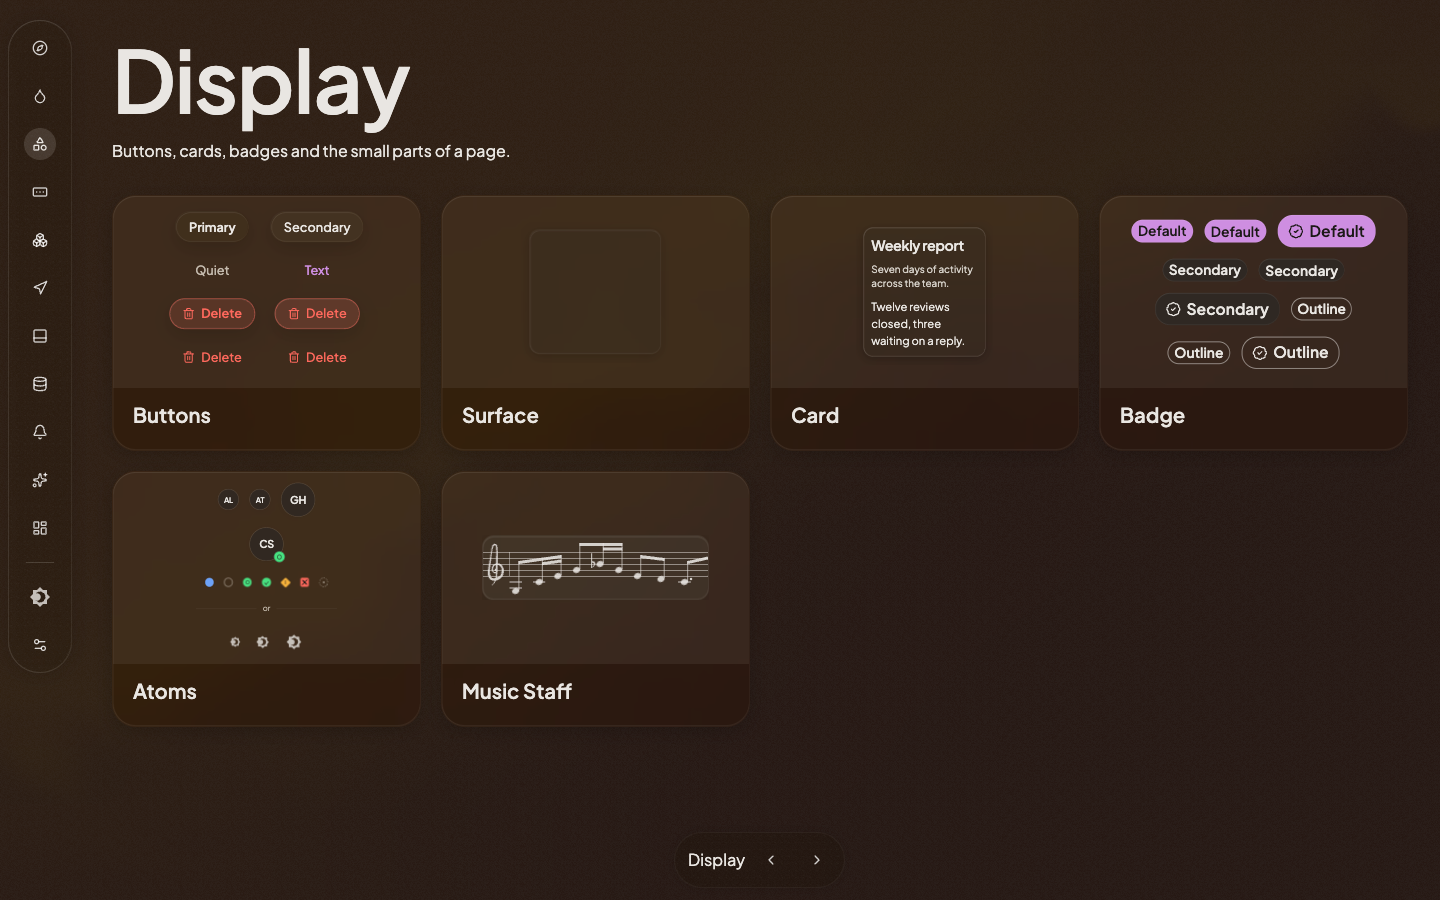 Display
Buttons, cards, badges and the small parts of a page.
Primary
Secondary
Quiet
Text
Delete
Delete
Delete
Delete
Buttons
Surface
Weekly report
Seven days of activity
across the team.
Twelve reviews
closed, three
waiting on a reply.
Card
Default
Default
Default
Secondary
Secondary
Secondary
Outline
Outline
Outline
Badge
AL
AT
GH
CS
or
Atoms
Music Staff
Display